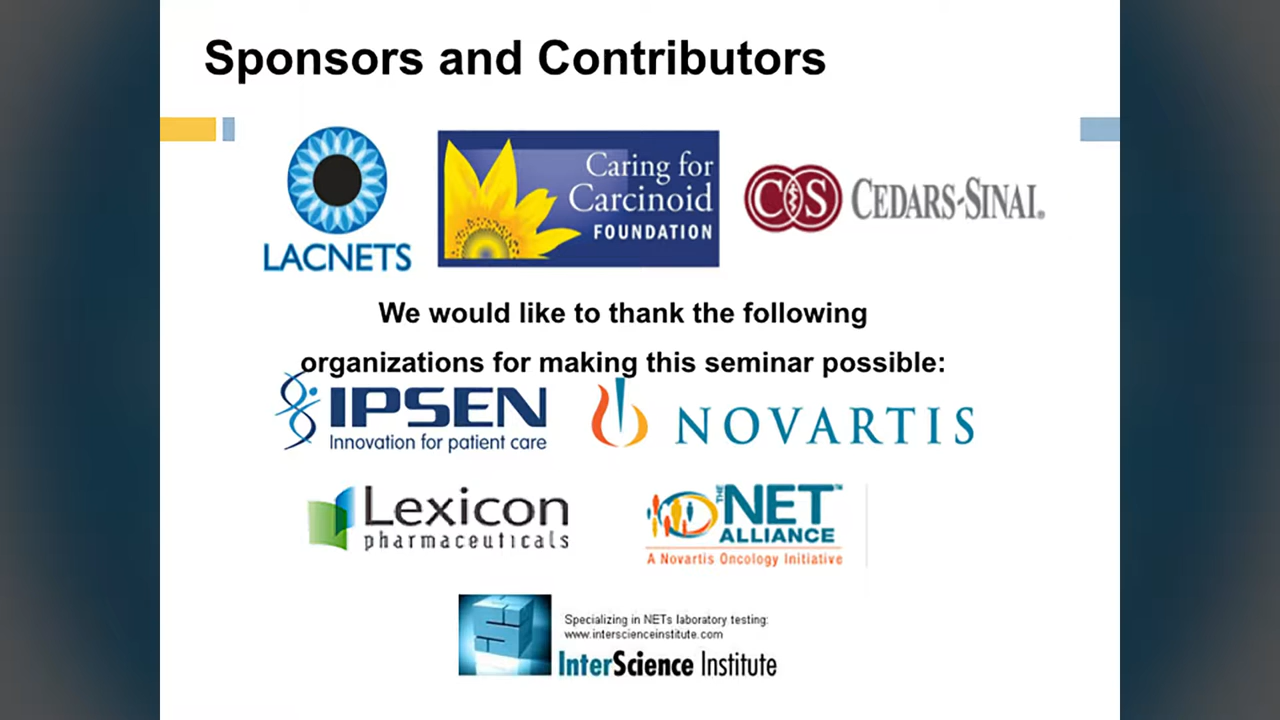 Sponsors and Contributors
LACNETS
Caring for
Carcinoid
FOUNDATION
CS CEDARS-SINAI®
We would like to thank the following
organizations for making this seminar possible:
IPSEN
Innovation for patient care
NOVARTIS
Lexicon
pharmaceuticals
THE NET™
ALLIANCE
A Novartis Oncology Initiative
Specializing in NETs laboratory testing:
www.interscienceinstitute.com
InterScience Institute